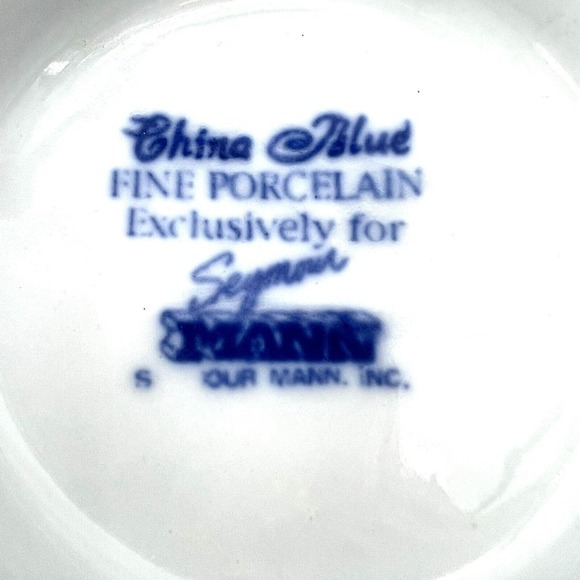 China Blue
FINE PORCELAIN
Exclusively for
Seymour
MANN
S OUR MANN. INC.